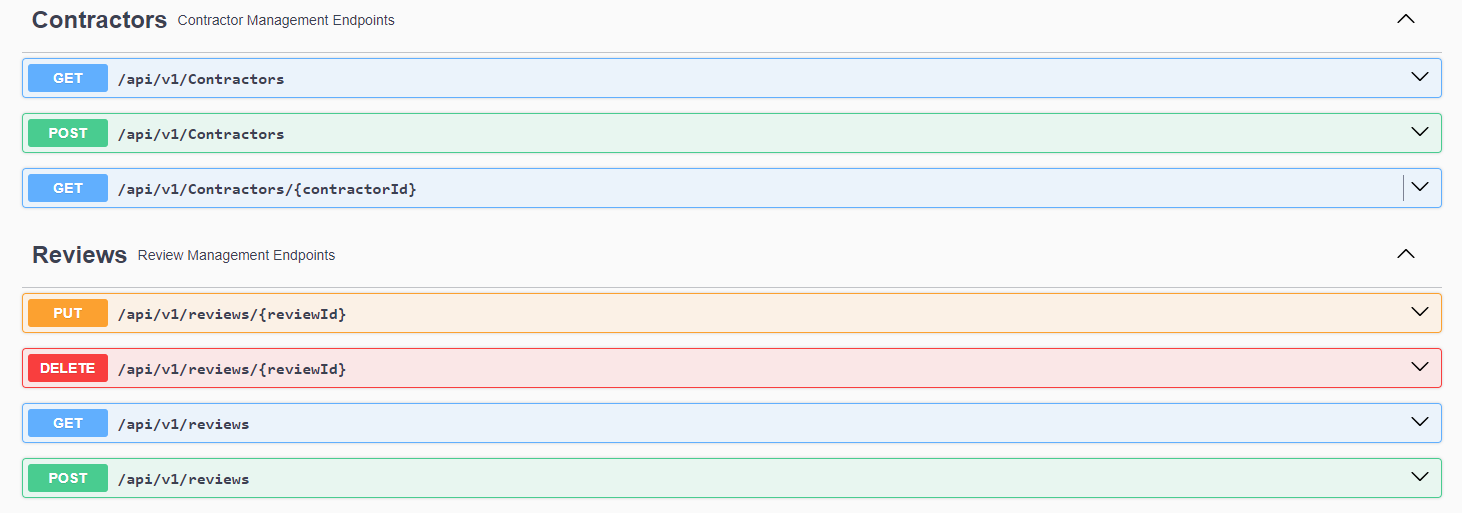 Contractors Contractor Management Endpoints
GET /api/v1/Contractors
POST /api/v1/Contractors
GET /api/v1/Contractors/{contractorId}
Reviews Review Management Endpoints
PUT /api/v1/reviews/{reviewId}
DELETE /api/v1/reviews/{reviewId}
GET /api/v1/reviews
POST /api/v1/reviews